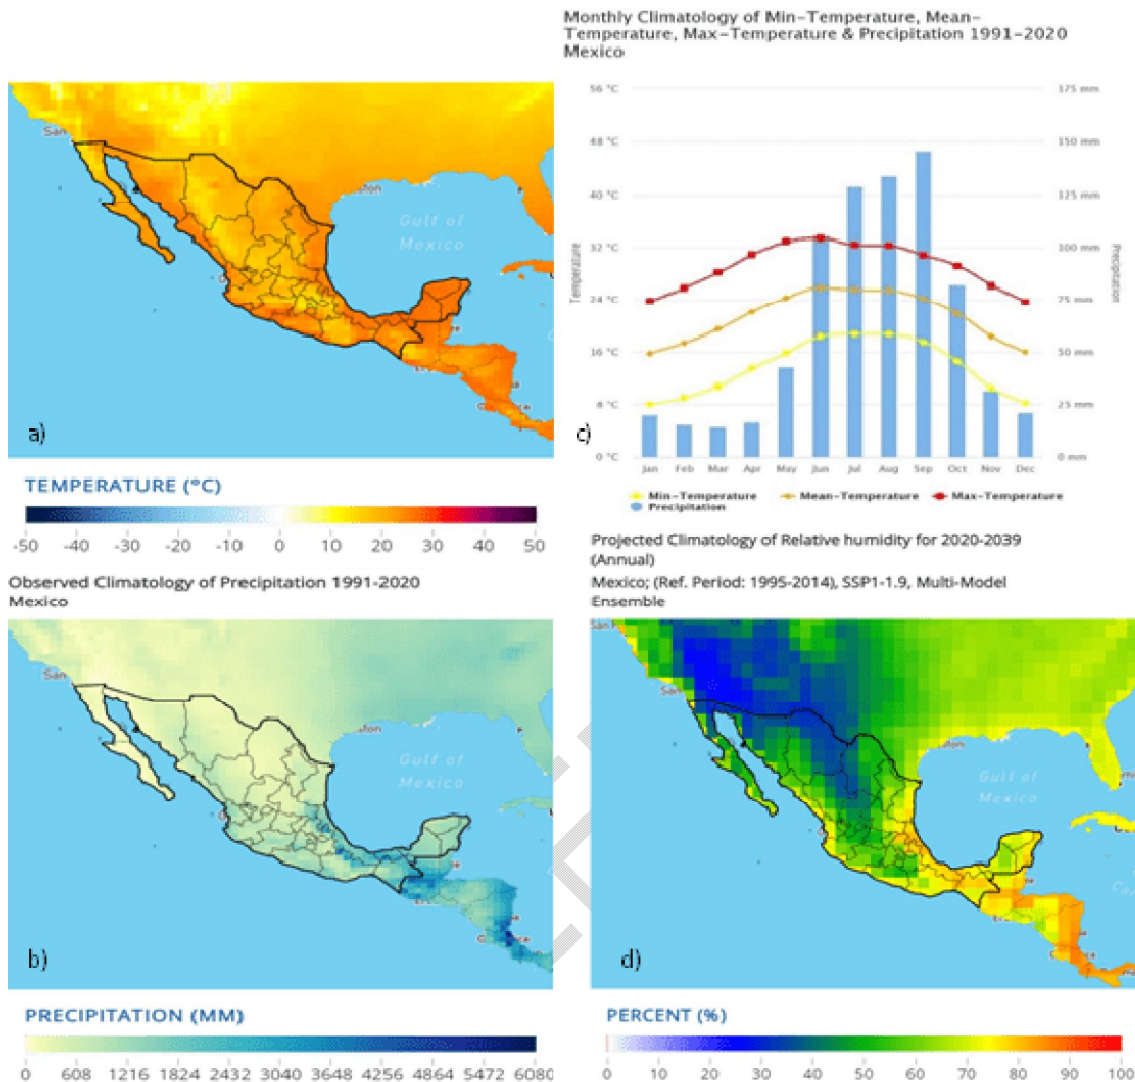 Monthly Climatology of Min-Temperature, Mean-
Temperature, Max-Temperature & Precipitation 1991-2020
Mexico
San
Gulf of
Mexico
a)
TEMPERATURE (°C)
-50 -40 -30 -20 -10 0 10 20 30 40 50
56 °C
48 °C
40 °C
32 °C
24 °C
16 °C
8 °C
0 °C
Temperature
175 mm
150 mm
125 mm
100 mm
75 mm
50 mm
25 mm
0 mm
Precipitation
c)
Jan Feb Mar Apr May Jun Jul Aug Sep Oct Nov Dec
Min-Temperature Mean-Temperature Max-Temperature
Precipitation
Observed Climatology of Precipitation 1991-2020
Mexico
San
Gulf of
Mexico
b)
PRECIPITATION (MM)
0 608 1216 1824 2432 3040 3648 4256 4864 5472 6080
Projected Climatology of Relative humidity for 2020-2039
(Annual)
Mexico; (Ref. Period: 1995-2014), SSP1-1.9, Multi-Model
Ensemble
San
Gulf of
Mexico
d)
PERCENT (%)
0 10 20 30 40 50 60 70 80 90 100